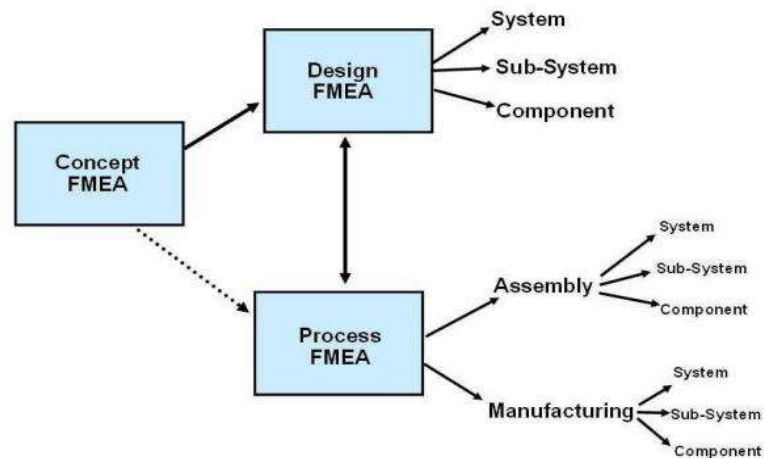 System
Design
FMEA
Sub-System
Component
Concept
FMEA
System
Assembly
Sub-System
Component
Process
FMEA
System
Manufacturing
Sub-System
Component